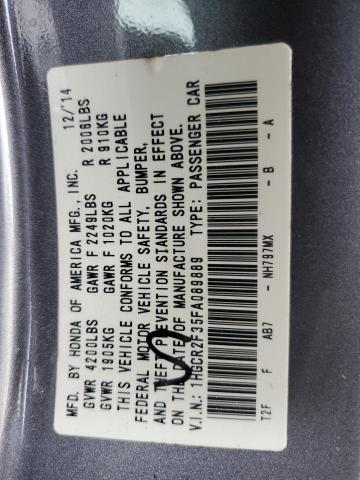 MFD. BY HONDA OF AMERICA MFG., INC. 12/'14
GVWR 4200LBS GAWR F 2249LBS R 2006LBS
GVWR 1905KG GAWR F 1020KG R 910KG
THIS VEHICLE CONFORMS TO ALL APPLICABLE
FEDERAL MOTOR VEHICLE SAFETY, BUMPER,
AND THEFT PREVENTION STANDARDS IN EFFECT
ON THE DATE OF MANUFACTURE SHOWN ABOVE.
V.I.N.: 1HGCR2F35FA089889 TYPE: PASSENGER CAR
T2F F AB7 - NH797MX - B - A